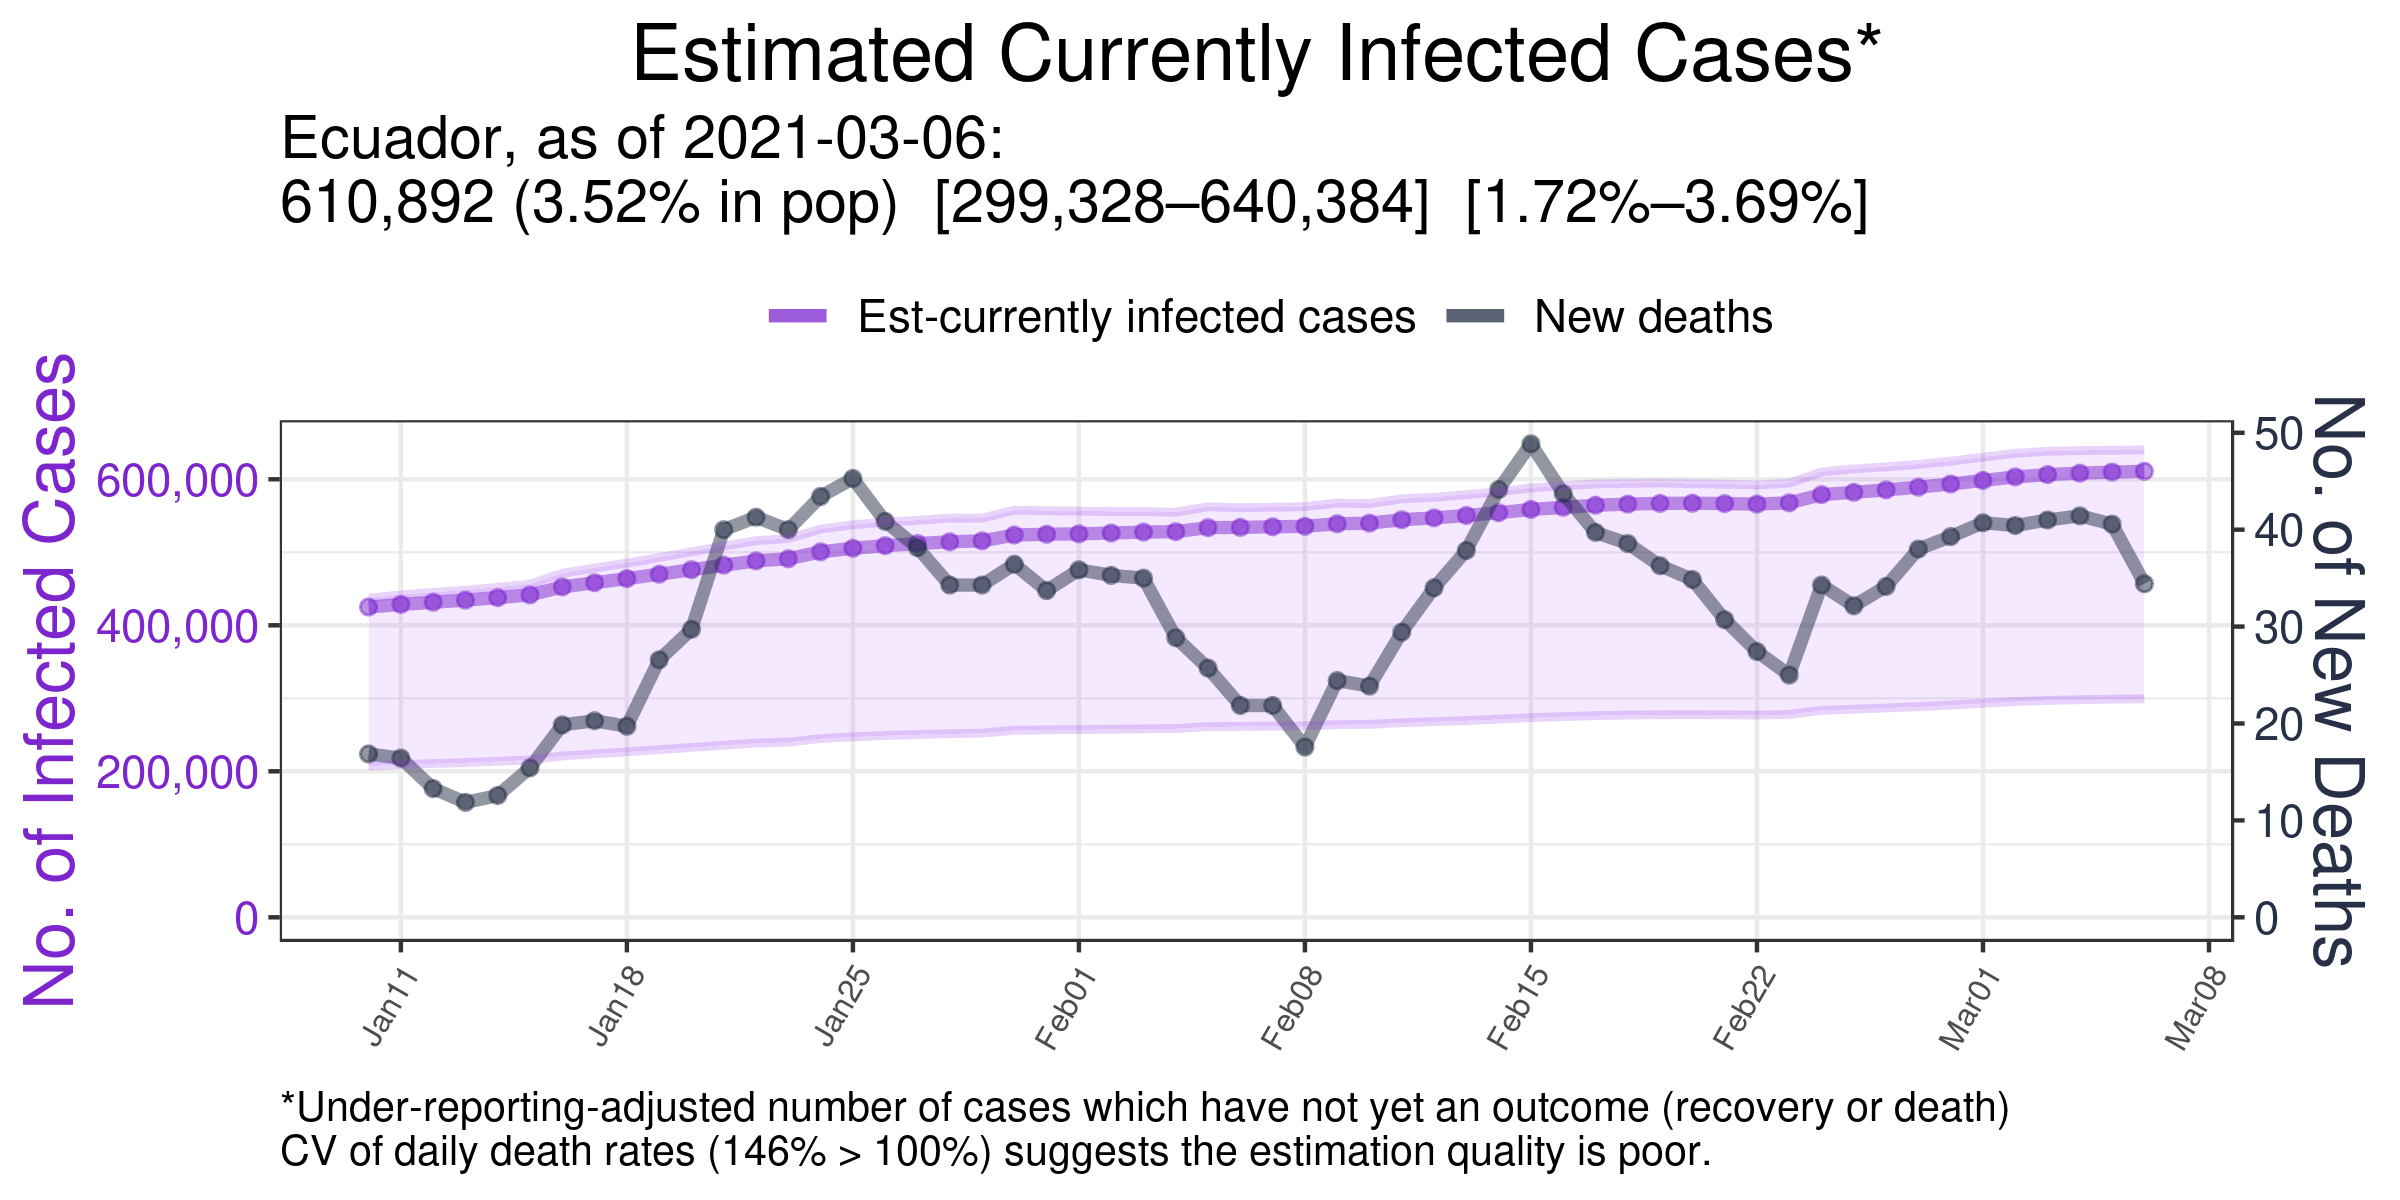 Estimated Currently Infected Cases*
Ecuador, as of 2021-03-06:
610,892 (3.52% in pop)  [299,328–640,384]  [1.72%–3.69%]
Est-currently infected cases
New deaths
No. of Infected Cases
600,000
400,000
200,000
0
50
40
30
20
10
0
No. of New Deaths
Jan11
Jan18
Jan25
Feb01
Feb08
Feb15
Feb22
Mar01
Mar08
*Under-reporting-adjusted number of cases which have not yet an outcome (recovery or death)
CV of daily death rates (146% > 100%) suggests the estimation quality is poor.